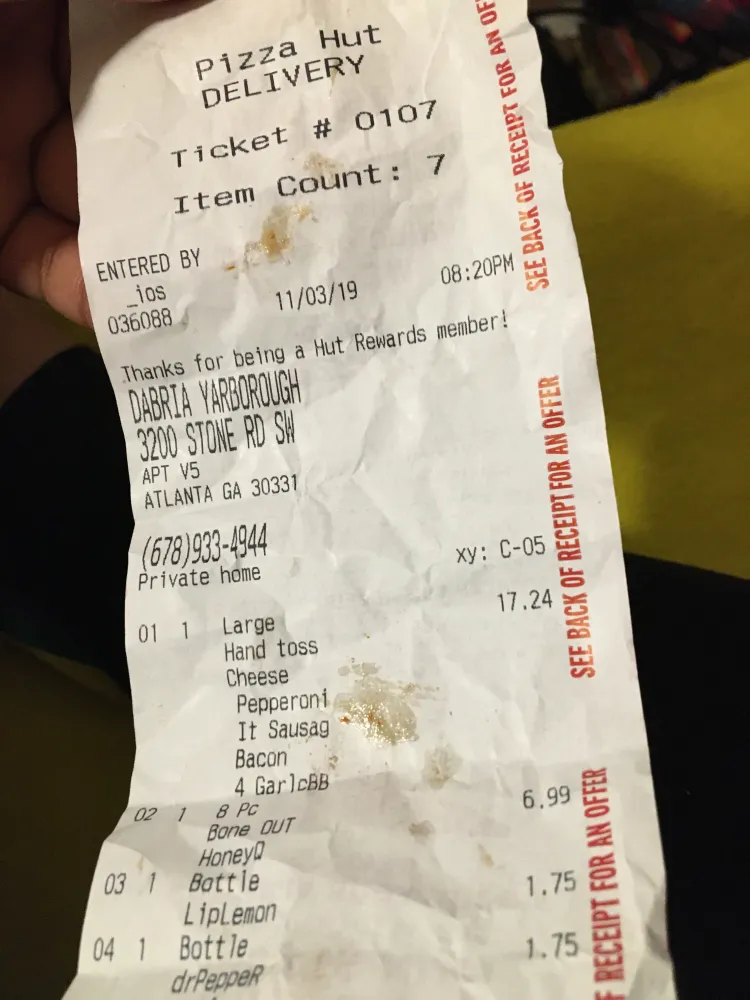 Pizza Hut
DELIVERY
Ticket # 0107
Item Count: 7
ENTERED BY
_ios
036088 11/03/19 08:20PM
Thanks for being a Hut Rewards member!
DABRIA YARBOROUGH
3200 STONE RD SW
APT V5
ATLANTA GA 30331
(678)933-4944
Private home xy: C-05
01 1 Large 17.24
Hand toss
Cheese
Pepperoni
It Sausag
Bacon
4 GarlcBB
02 1 8 Pc 6.99
Bone OUT
HoneyQ
03 1 Bottle 1.75
LipLemon
04 1 Bottle 1.75
drPeppeR
SEE BACK OF RECEIPT FOR AN OF
SEE BACK OF RECEIPT FOR AN OFFER
F RECEIPT FOR AN OFFER